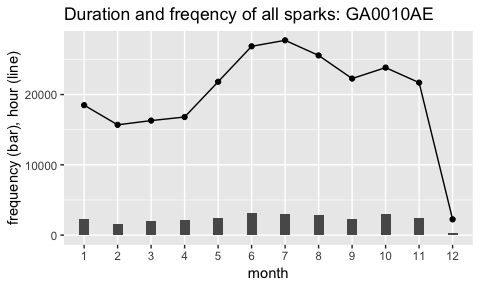 Duration and freqency of all sparks: GA0010AE
frequency (bar), hour (line)
20000
10000
0
1 2 3 4 5 6 7 8 9 10 11 12
month